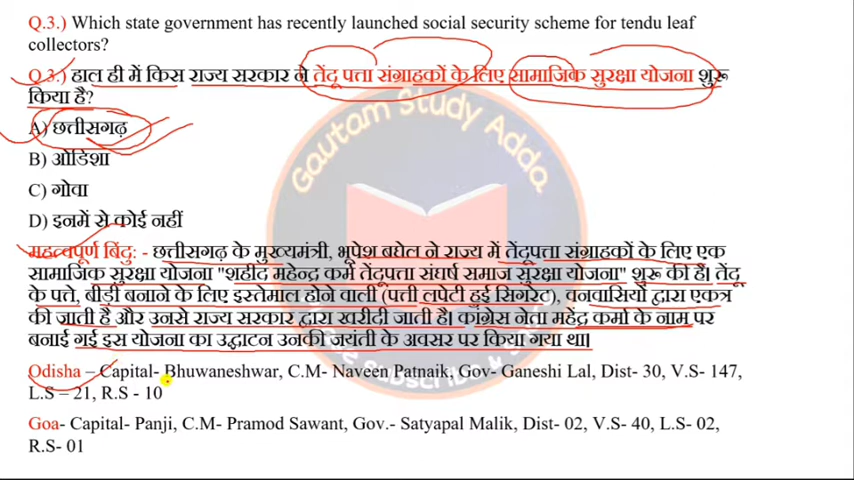 Q.3.) Which state government has recently launched social security scheme for tendu leaf
collectors?
Q.3.) हाल ही में किस राज्य सरकार ने तेंदू पत्ता संग्राहकों के लिए सामाजिक सुरक्षा योजना शुरू
किया है?
A) छत्तीसगढ़
B) ओडिशा
C) गोवा
D) इनमें से कोई नहीं
महत्वपूर्ण बिंदु: - छत्तीसगढ़ के मुख्यमंत्री, भूपेश बघेल ने राज्य में तेंदूपत्ता संग्राहकों के लिए एक
सामाजिक सुरक्षा योजना "शहीद महेन्द्र कर्म तेंदूपत्ता संघर्ष समाज सुरक्षा योजना" शुरू की है। तेंदू
के पत्ते, बीड़ी बनाने के लिए इस्तेमाल होने वाली (पत्ती लपेटी हुई सिगरेट), वनवासियों द्वारा एकत्र
की जाती है और उनसे राज्य सरकार द्वारा खरीदी जाती है। कांग्रेस नेता महेंद्र कर्मा के नाम पर
बनाई गई इस योजना का उद्घाटन उनकी जयंती के अवसर पर किया गया था।
Odisha – Capital- Bhuwaneshwar, C.M- Naveen Patnaik, Gov- Ganeshi Lal, Dist- 30, V.S- 147,
L.S – 21, R.S - 10
Goa- Capital- Panji, C.M- Pramod Sawant, Gov.- Satyapal Malik, Dist- 02, V.S- 40, L.S- 02,
R.S- 01
Gautam Study Adda
Subscribe